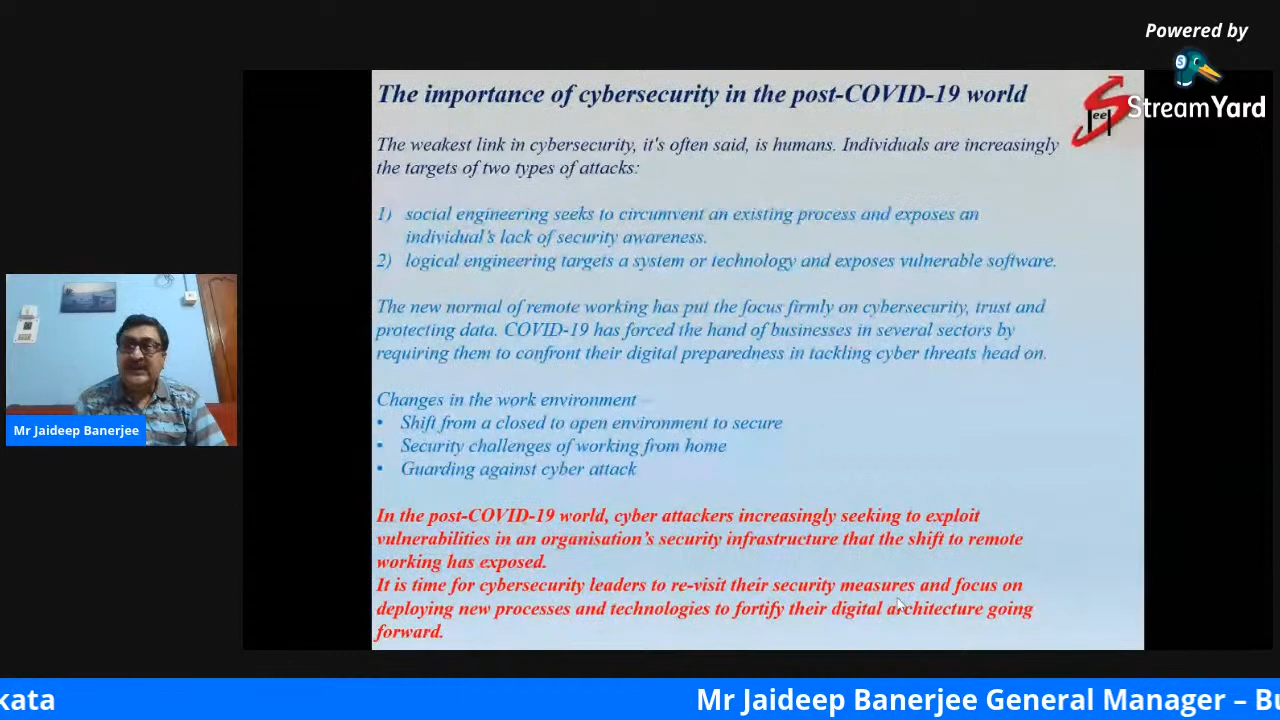 Powered by
StreamYard
The importance of cybersecurity in the post-COVID-19 world
eel
The weakest link in cybersecurity, it's often said, is humans. Individuals are increasingly
the targets of two types of attacks:
1) social engineering seeks to circumvent an existing process and exposes an
individual's lack of security awareness.
2) logical engineering targets a system or technology and exposes vulnerable software.
The new normal of remote working has put the focus firmly on cybersecurity, trust and
protecting data. COVID-19 has forced the hand of businesses in several sectors by
requiring them to confront their digital preparedness in tackling cyber threats head on.
Changes in the work environment –
• Shift from a closed to open environment to secure
• Security challenges of working from home
• Guarding against cyber attack
In the post-COVID-19 world, cyber attackers increasingly seeking to exploit
vulnerabilities in an organisation's security infrastructure that the shift to remote
working has exposed.
It is time for cybersecurity leaders to re-visit their security measures and focus on
deploying new processes and technologies to fortify their digital architecture going
forward.
Mr Jaideep Banerjee
kata
Mr Jaideep Banerjee General Manager – Bu